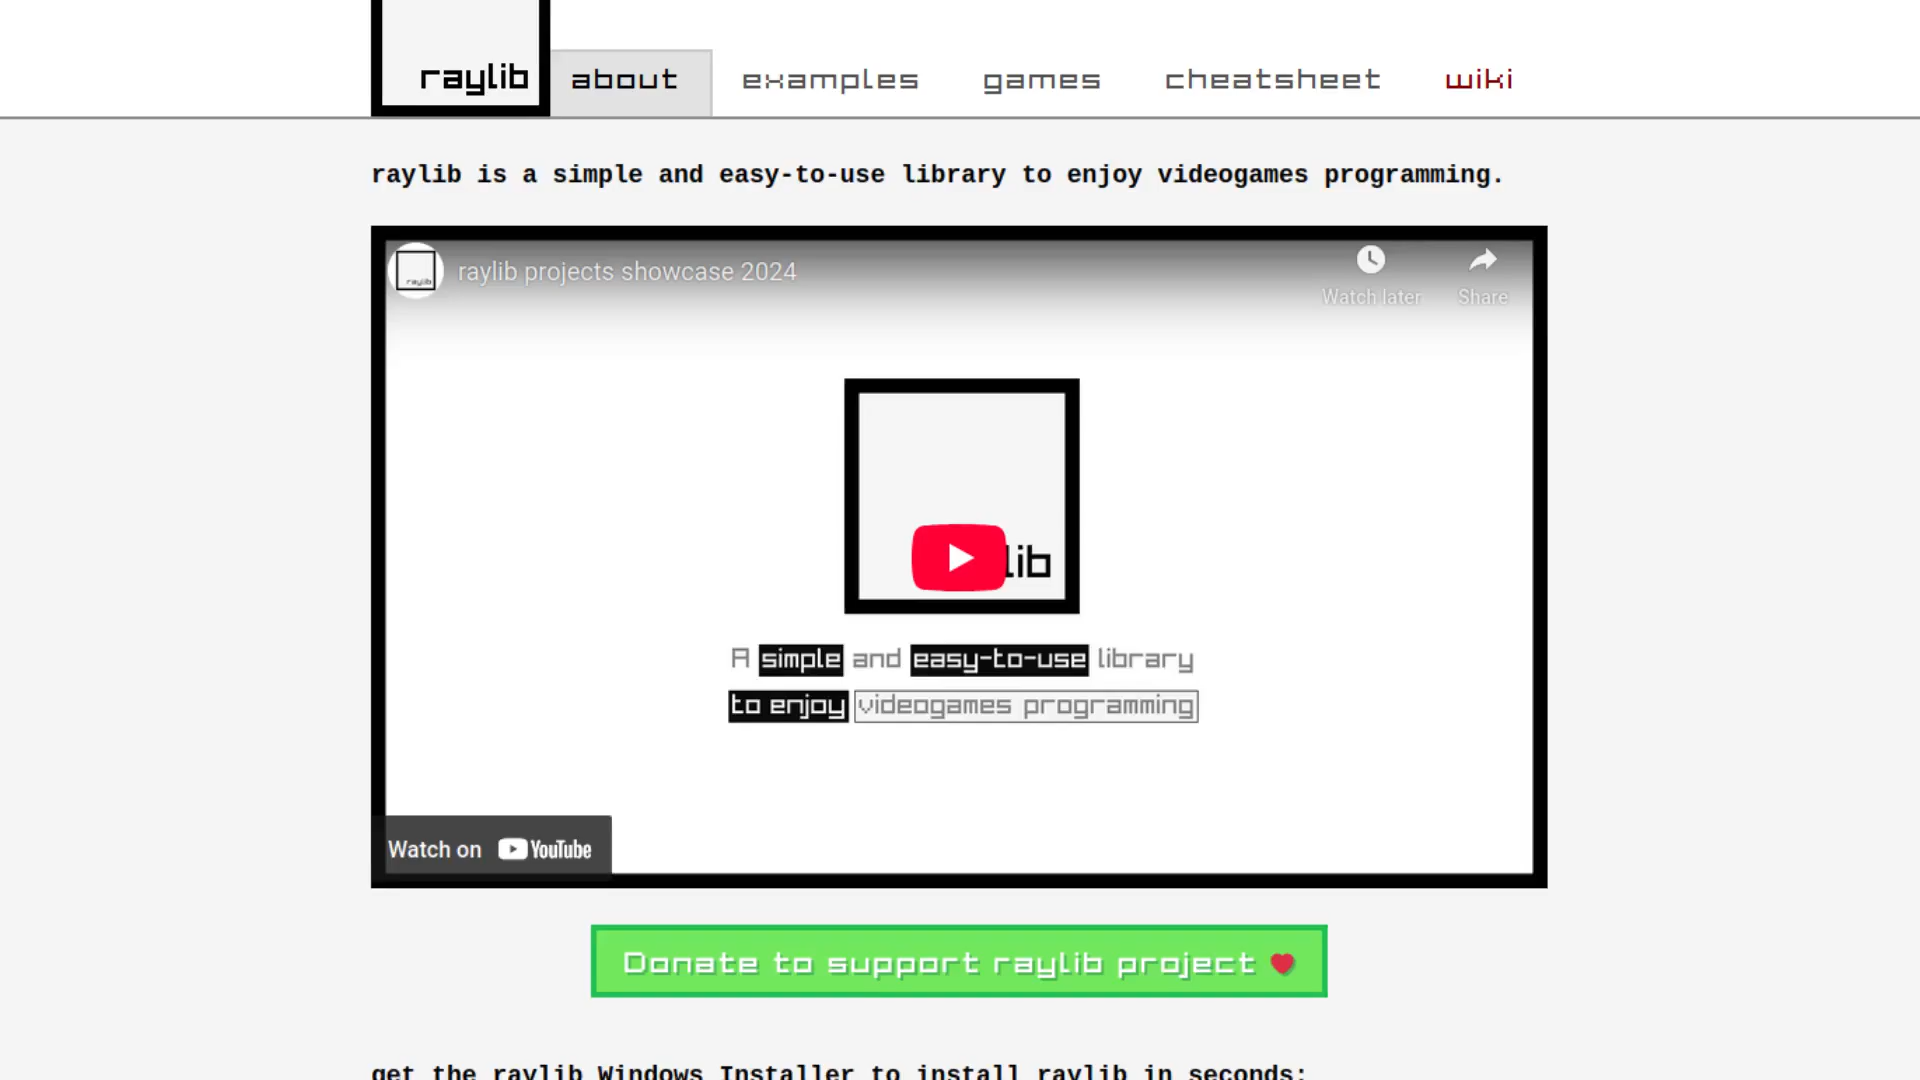 raylib about examples games cheatsheet wiki
raylib is a simple and easy-to-use library to enjoy videogames programming.
raylib
raylib projects showcase 2024
Watch later
Share
lib
A simple and easy-to-use library
to enjoy videogames programming
Watch on YouTube
Donate to support raylib project
get the raylib Windows Installer to install raylib in seconds: